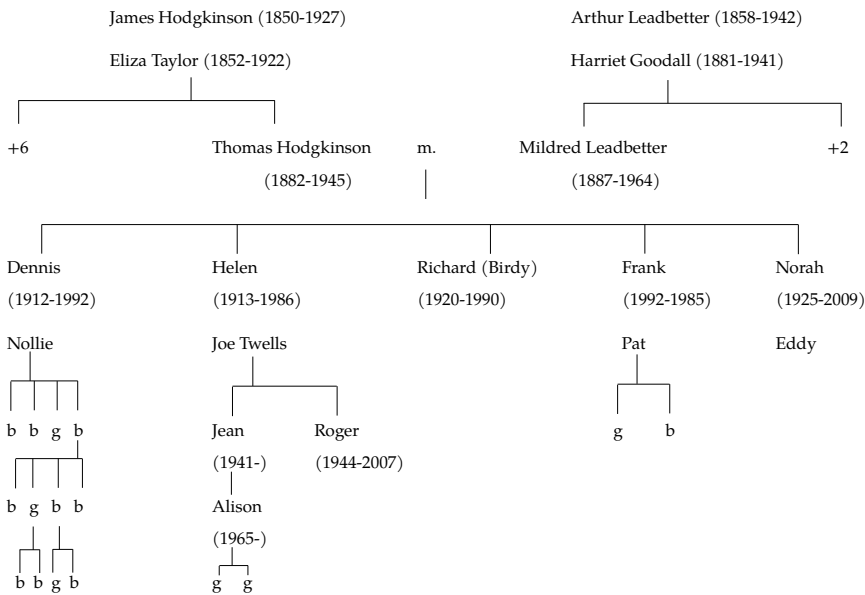 James Hodgkinson (1850-1927) Arthur Leadbetter (1858-1942)
Eliza Taylor (1852-1922) Harriet Goodall (1881-1941)
+6 Thomas Hodgkinson m. Mildred Leadbetter +2
(1882-1945) (1887-1964)
Dennis Helen Richard (Birdy) Frank Norah
(1912-1992) (1913-1986) (1920-1990) (1992-1985) (1925-2009)
Nollie Joe Twells Pat Eddy
b b g b Jean Roger g b
(1941-) (1944-2007)
b g b b Alison
(1965-)
b b g b g g